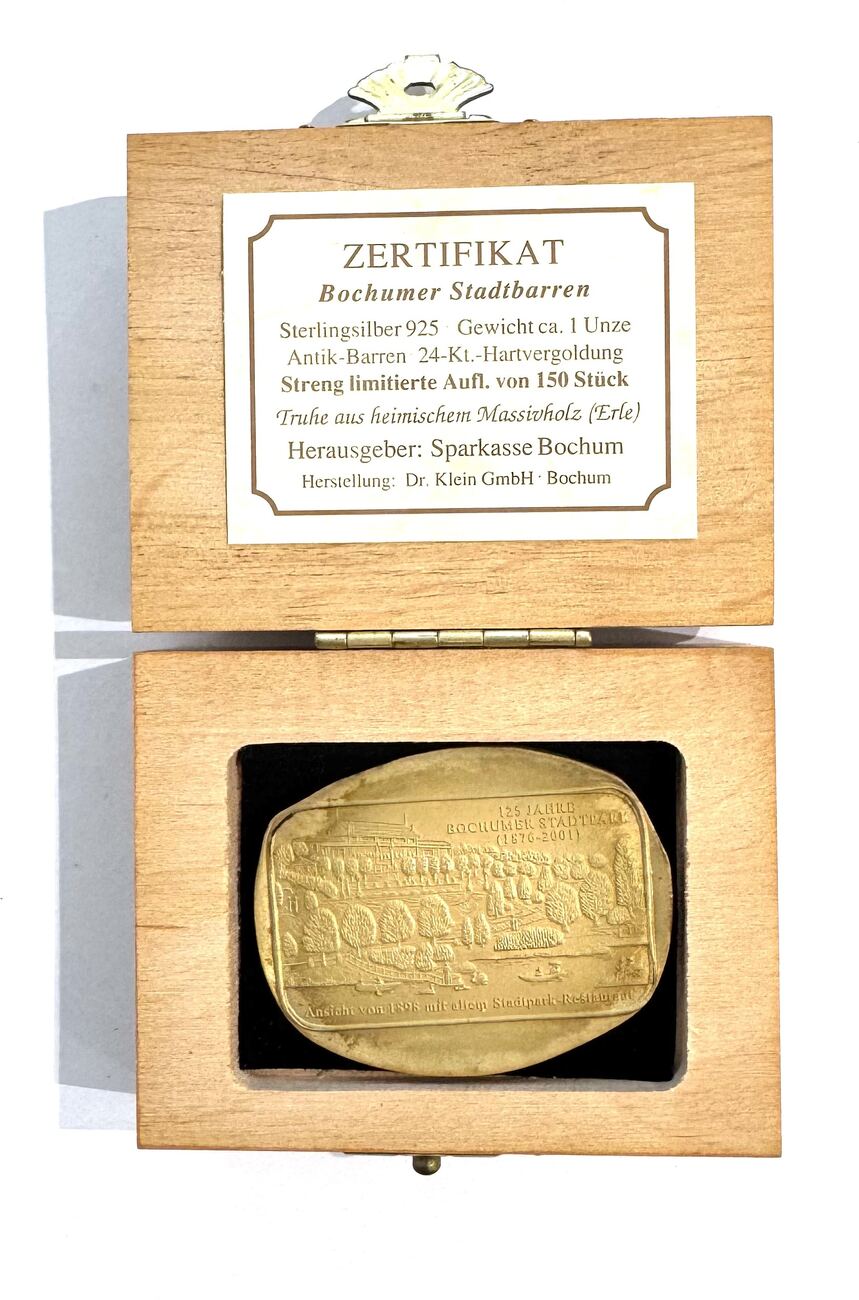 ZERTIFIKAT
Bochumer Stadtbarren
Sterlingsilber 925 · Gewicht ca. 1 Unze
Antik-Barren · 24-Kt.-Hartvergoldung
Streng limitierte Aufl. von 150 Stück
Truhe aus heimischem Massivholz (Erle)
Herausgeber: Sparkasse Bochum
Herstellung: Dr. Klein GmbH · Bochum
125 JAHRE
BOCHUMER STADTPARK
(1876-2001)
Ansicht von 1898 mit altem Stadtpark-Restaurant